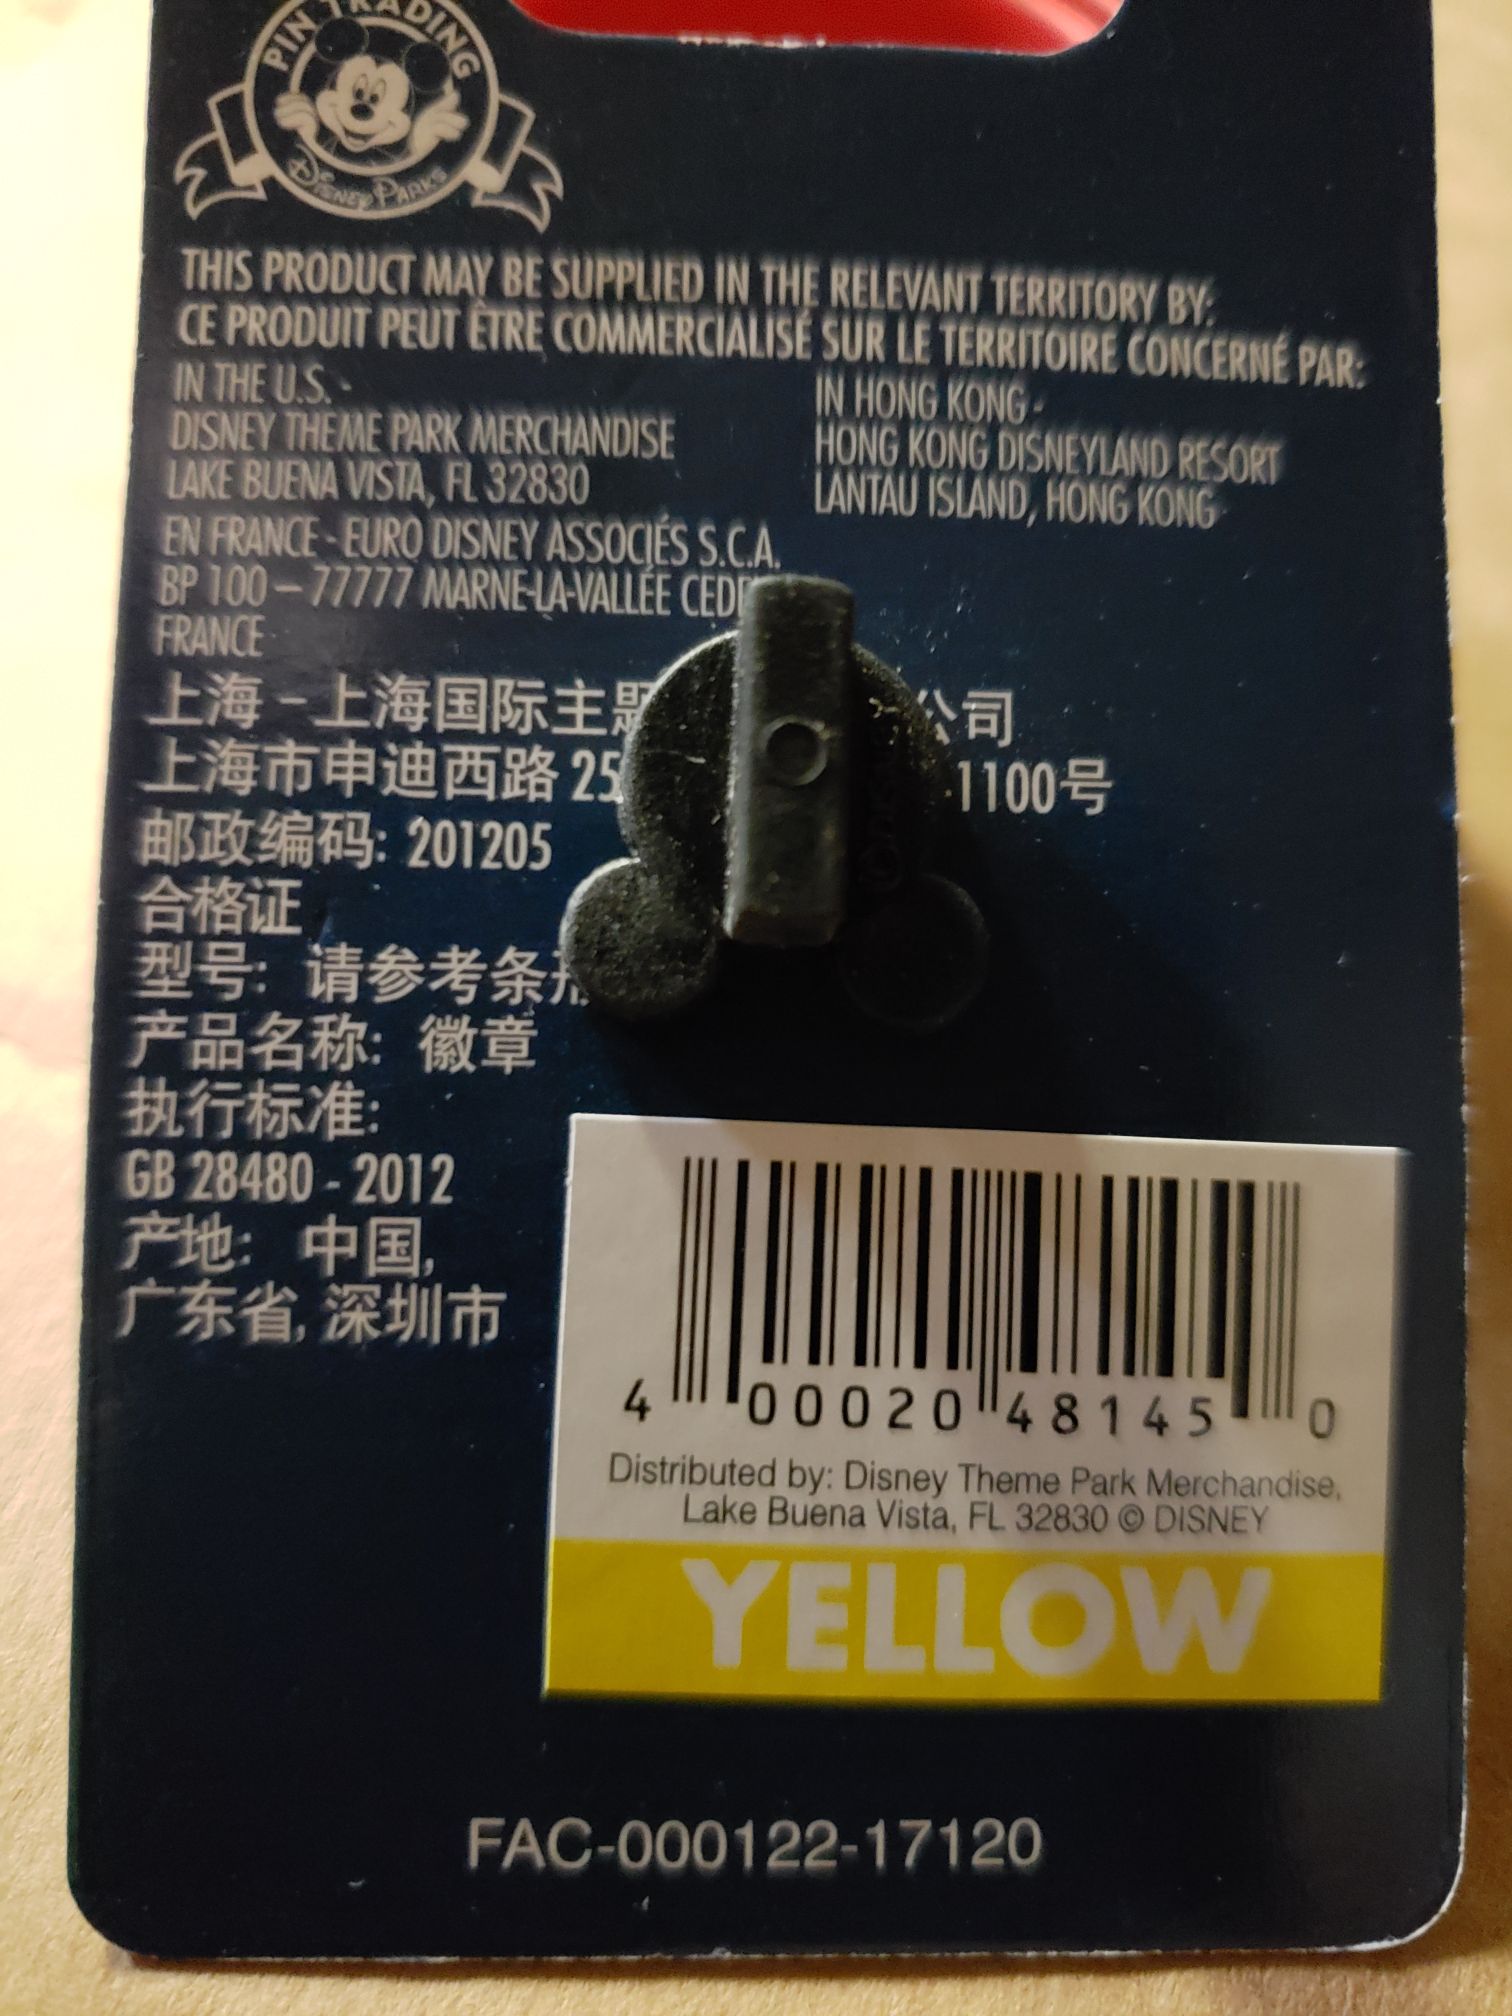 PIN TRADING
Disney Parks
THIS PRODUCT MAY BE SUPPLIED IN THE RELEVANT TERRITORY BY:
CE PRODUIT PEUT ÊTRE COMMERCIALISÉ SUR LE TERRITOIRE CONCERNÉ PAR:
IN THE U.S. -
DISNEY THEME PARK MERCHANDISE
LAKE BUENA VISTA, FL 32830
IN HONG KONG -
HONG KONG DISNEYLAND RESORT
LANTAU ISLAND, HONG KONG
EN FRANCE - EURO DISNEY ASSOCIÉS S.C.A.
BP 100 – 77777 MARNE-LA-VALLÉE
FRANCE
上海 - 上海国际主题 公司
上海市申迪西路 25 1100号
邮政编码: 201205
合格证
型号: 请参考条
产品名称: 徽章
执行标准:
GB 28480 - 2012
产地: 中国,
广东省, 深圳市
4 00020 48145 0
Distributed by: Disney Theme Park Merchandise,
Lake Buena Vista, FL 32830 © DISNEY
YELLOW
FAC-000122-17120